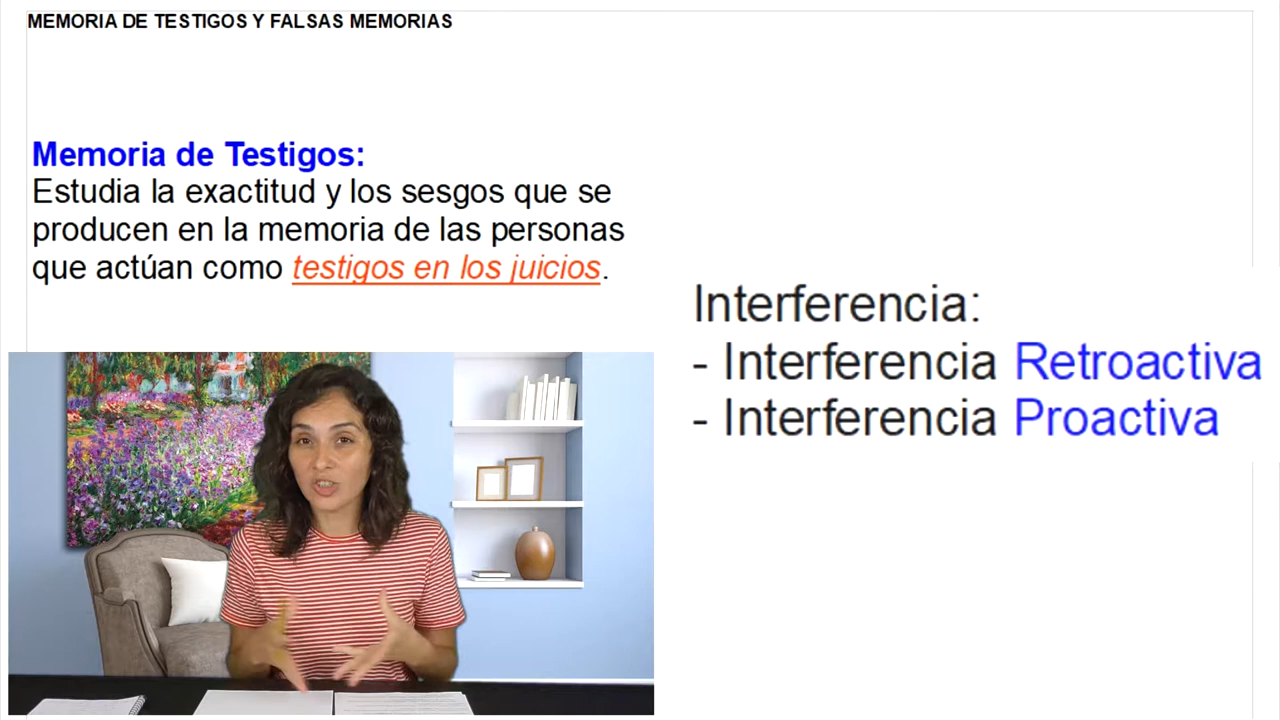 MEMORIA DE TESTIGOS Y FALSAS MEMORIAS
Memoria de Testigos:
Estudia la exactitud y los sesgos que se
producen en la memoria de las personas
que actúan como testigos en los juicios.
Interferencia:
- Interferencia Retroactiva
- Interferencia Proactiva